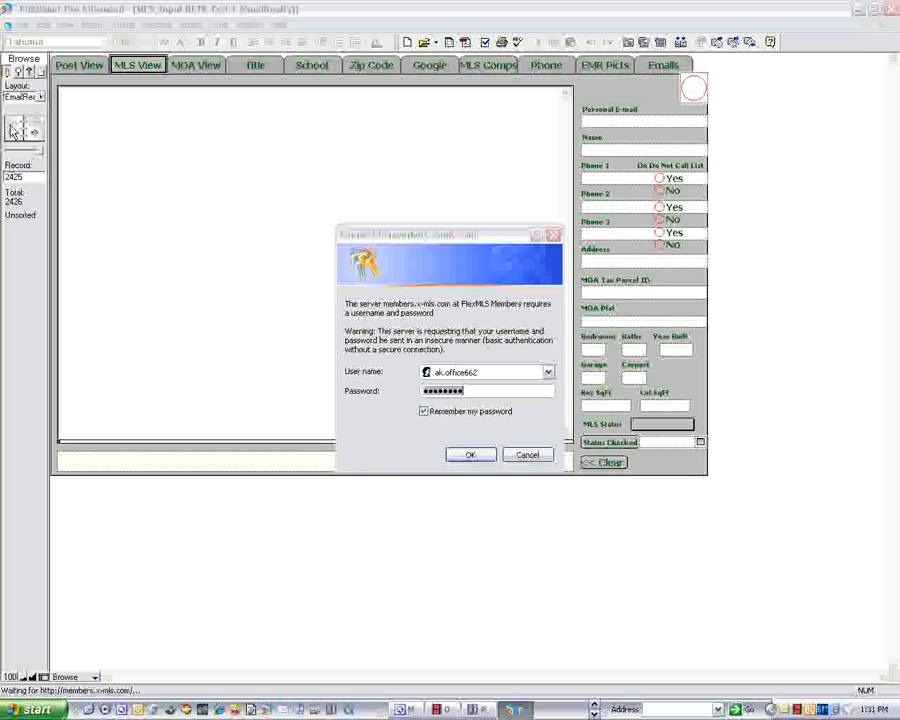 Browse
Post View
MLS View
MOA View
Title
School
Zip Code
Google
MLS Comps
Phone
EMR Picts
Emails
Layout:
EmailRea
Record:
2425
Total:
2426
Unsorted
Personal E-mail
Name
Phone 1
On Do Not Call List
Yes
No
Phone 2
Yes
No
Phone 3
Yes
No
Address
MOA Tax Parcel ID
MOA Plat
Bedrooms
Baths
Year Built
Garage
Carport
Res SqFt
Lot SqFt
MLS Status
Status Checked
<< Clear
The server members.x-mls.com at FlexMLS Members requires
a username and password
Warning: This server is requesting that your username and
password be sent in an insecure manner (basic authentication
without a secure connection).
User name:
ak.office662
Password:
Remember my password
OK
Cancel
100
Browse
Waiting for http://members.x-mls.com/...
NUM
start
Address:
Go
1:31 PM